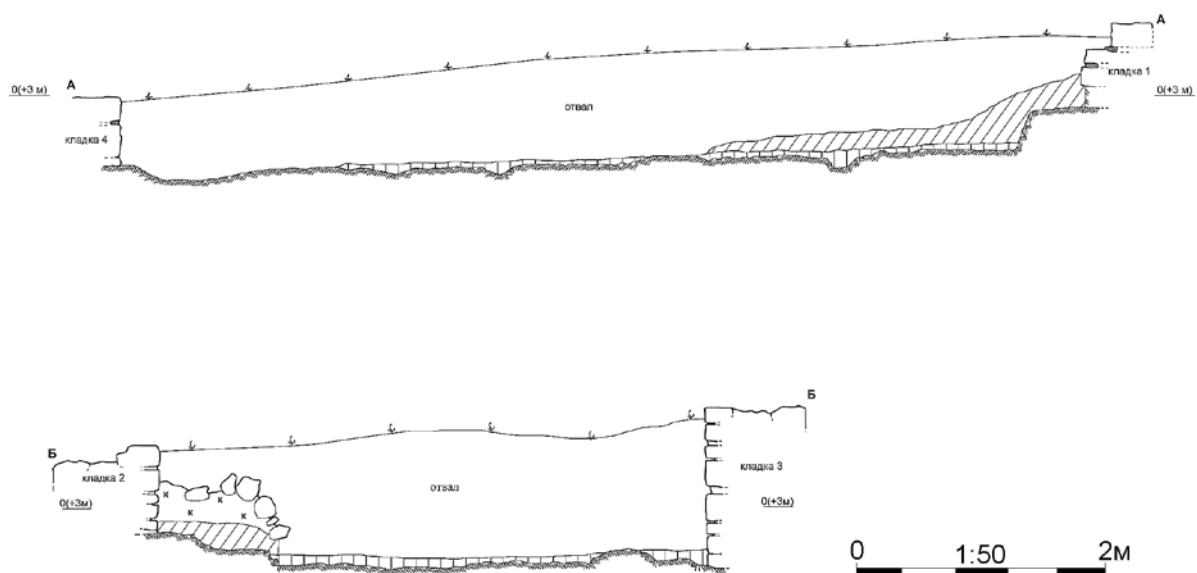 А
0(+3 м)
А
кладка 1
0(+3 м)
отвал
кладка 4
Б
Б
кладка 2
кладка 3
отвал
к
к
к
к
0(+3м)
0(+3м)
0 1:50 2м